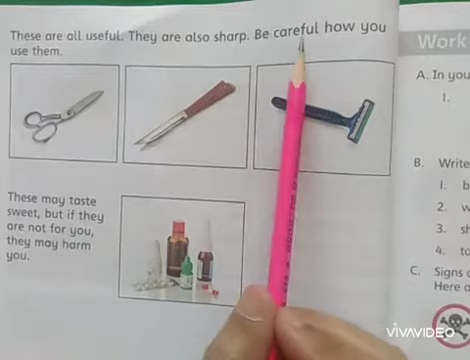 These are all useful. They are also sharp. Be careful how you
use them.
These may taste
sweet, but if they
are not for you,
they may harm
you.
Work
A. In you
1.
B. Write
1. b
2. w
3. sh
4. to
C. Signs
Here a
VIVAVIDEO